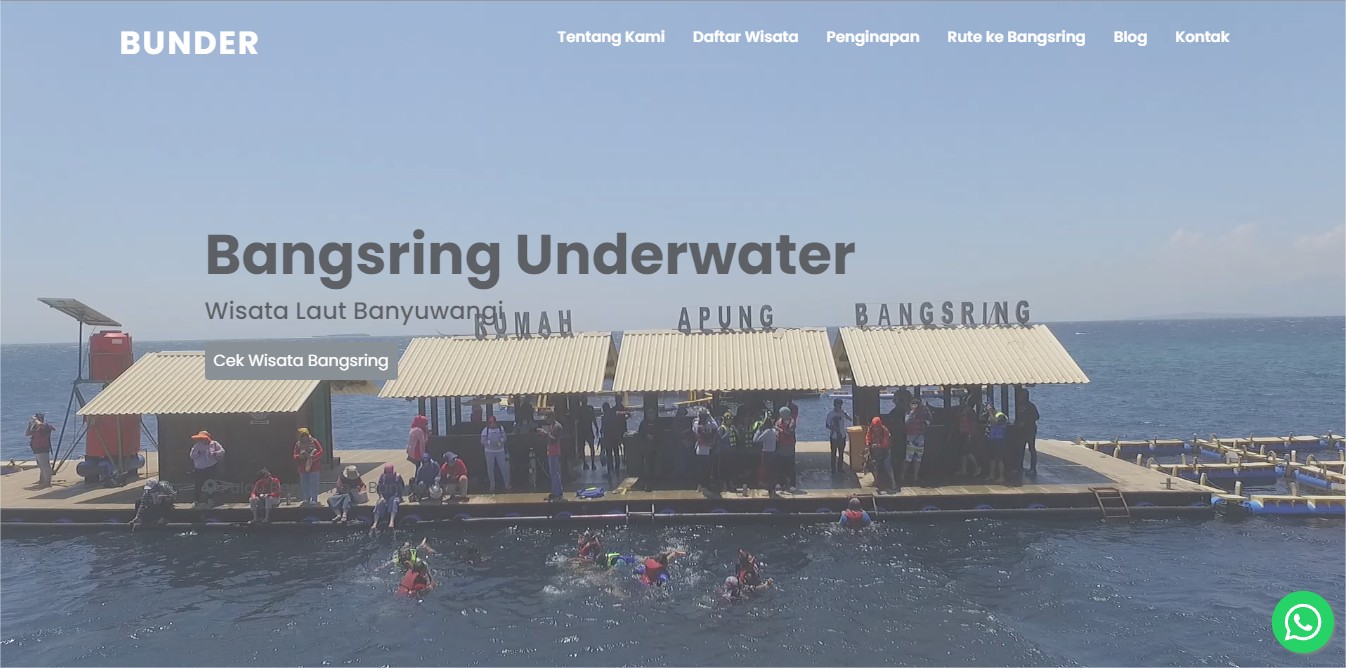 BUNDER
Tentang Kami Daftar Wisata Penginapan Rute ke Bangsring Blog Kontak
Bangsring Underwater
Wisata Laut Banyuwangi
RUMAH APUNG BANGSRING
Cek Wisata Bangsring